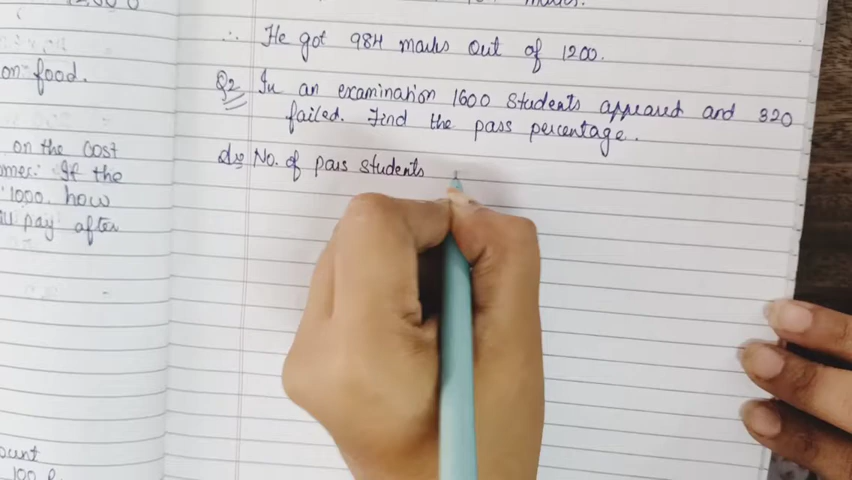 on food.
on the cost
If the
1000. how
pay after
∴ He got 984 marks out of 1200.
Q2 In an examination 1600 students appeared and 320
failed. Find the pass percentage.
No. of pass students